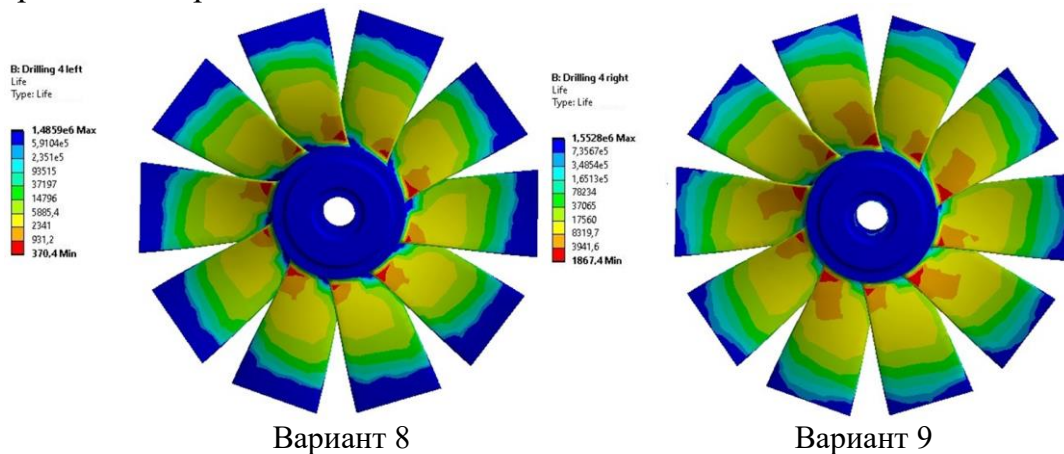 B: Drilling 4 left
Life
Type: Life
1,4859e6 Max
5,9104e5
2,351e5
93515
37197
14796
5885,4
2341
931,2
370,4 Min
B: Drilling 4 right
Life
Type: Life
1,5528e6 Max
7,3567e5
3,4854e5
1,6513e5
78234
37065
17560
8319,7
3941,6
1867,4 Min
Вариант 8
Вариант 9